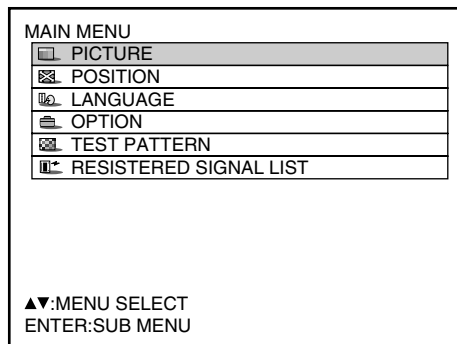 MAIN MENU
PICTURE
POSITION
LANGUAGE
OPTION
TEST PATTERN
RESISTERED SIGNAL LIST
▲▼:MENU SELECT
ENTER:SUB MENU